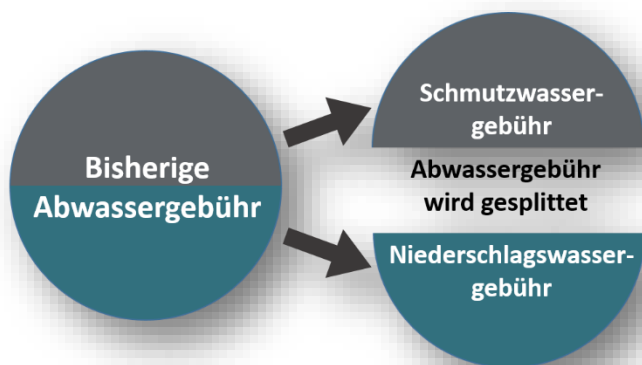 Bisherige
Abwassergebühr
Schmutzwasser-
gebühr
Abwassergebühr
wird gesplittet
Niederschlagswasser-
gebühr